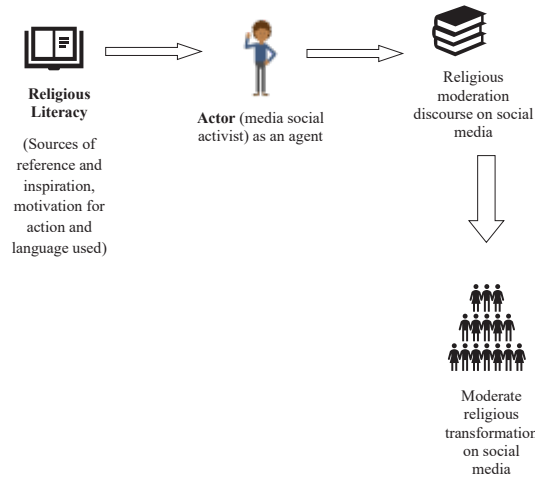 Religious
Literacy
(Sources of
reference and
inspiration,
motivation for
action and
language used)
Actor (media social
activist) as an agent
Religious
moderation
discourse on social
media
Moderate
religious
transformation
on social
media